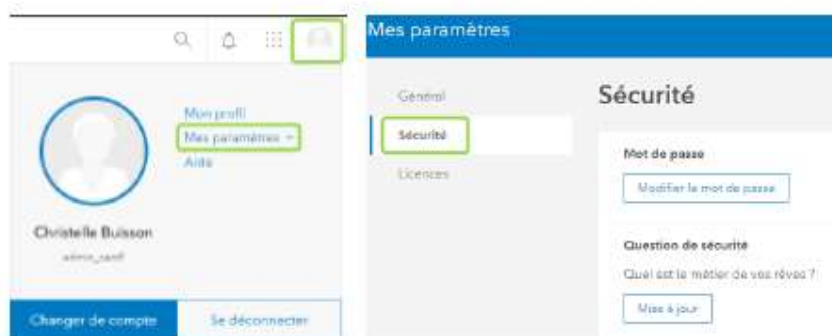 Mon profil
Mes paramètres
Aide
Christelle Buisson
Changer de compte
Se déconnecter
Mes paramètres
Général
Sécurité
Licences
Sécurité
Mot de passe
Modifier le mot de passe
Question de sécurité
Quel est le métier de vos rêves ?
Mise à jour